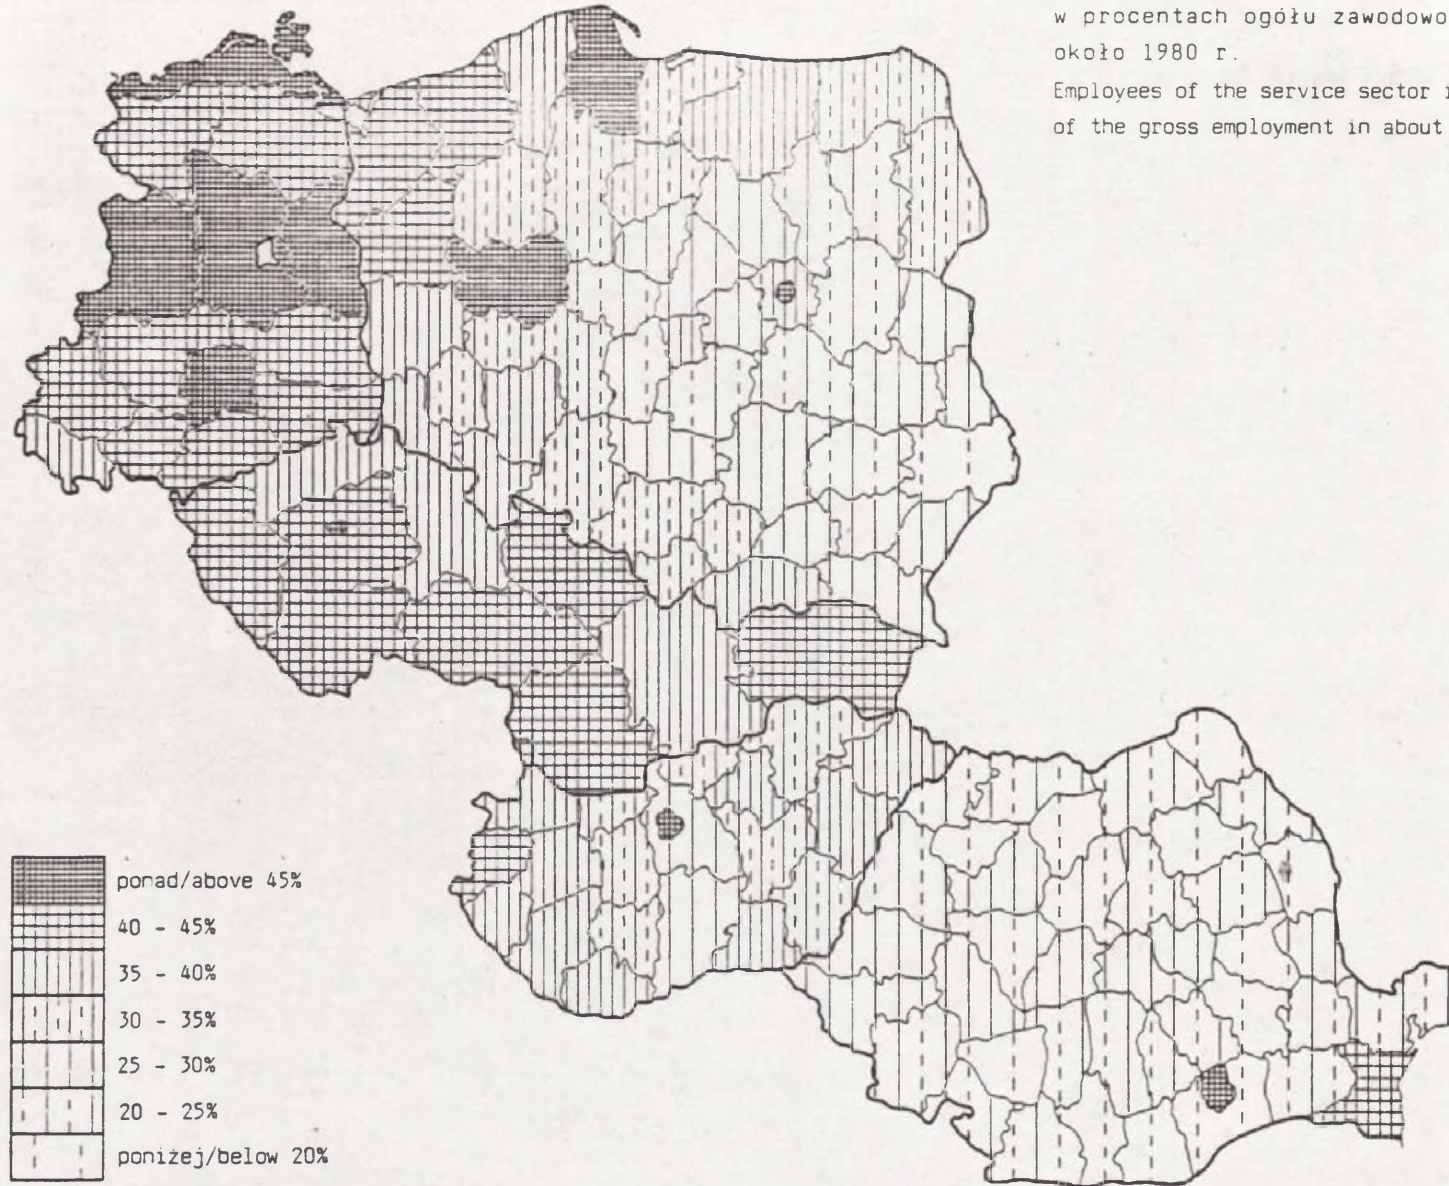 w procentach ogółu zawodowo
około 1980 r.
Employees of the service sector
of the gross employment in about
ponad/above 45%
40 - 45%
35 - 40%
30 - 35%
25 - 30%
20 - 25%
poniżej/below 20%